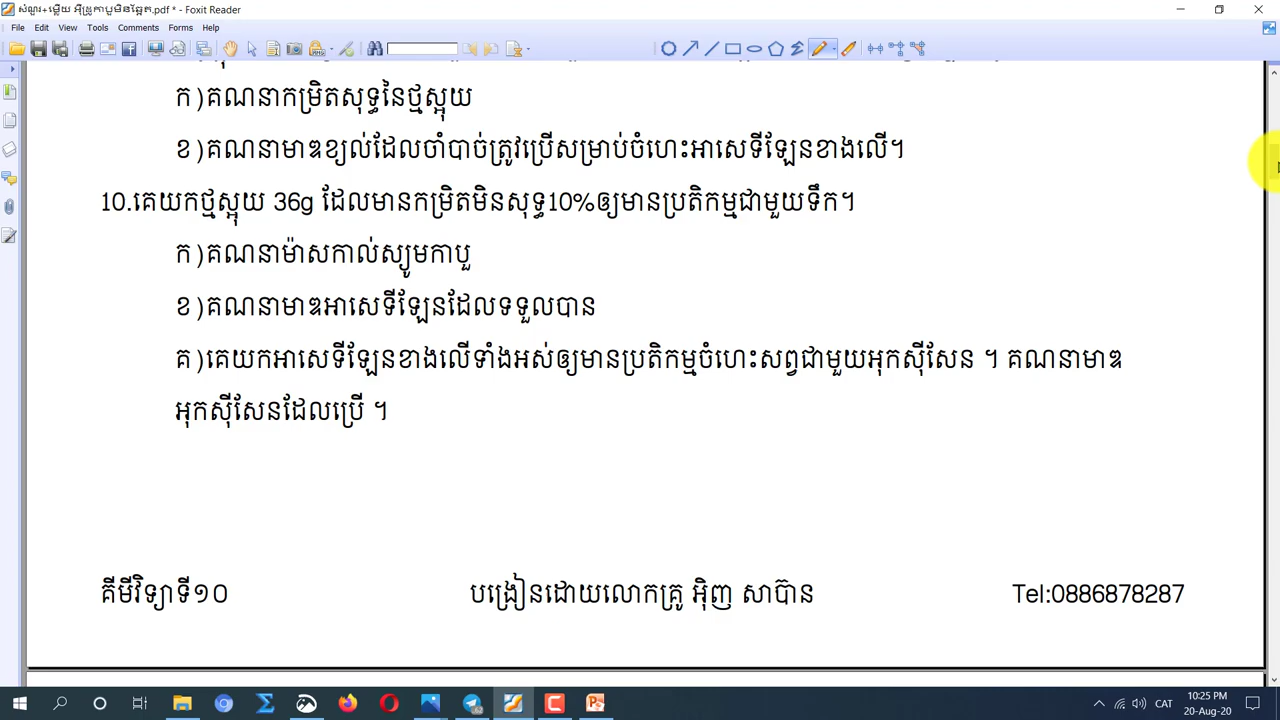 សំណួរ+ចម្លើយ អ៊ីដ្រូកាបួមិនឆ្អែត.pdf * - Foxit Reader
File Edit View Tools Comments Forms Help
ក)គណនាកម្រិតសុទ្ធនៃថ្មស្អុយ
ខ)គណនាមាឌខ្យល់ដែលចាំបាច់ត្រូវប្រើសម្រាប់ចំហេះអាសេទីឡែនខាងលើ។
10.គេយកថ្មស្អុយ 36g ដែលមានកម្រិតមិនសុទ្ធ10%ឲ្យមានប្រតិកម្មជាមួយទឹក។
ក)គណនាម៉ាសកាល់ស្យូមកាបួ
ខ)គណនាមាឌអាសេទីឡែនដែលទទួលបាន
គ)គេយកអាសេទីឡែនខាងលើទាំងអស់ឲ្យមានប្រតិកម្មចំហេះសព្វជាមួយអុកស៊ីសែន ។ គណនាមាឌ
អុកស៊ីសែនដែលប្រើ ។
គីមីវិទ្យាទី១០ បង្រៀនដោយលោកគ្រូ អ៊ិញ សាប៊ាន Tel:0886878287
CAT 10:25 PM
20-Aug-20